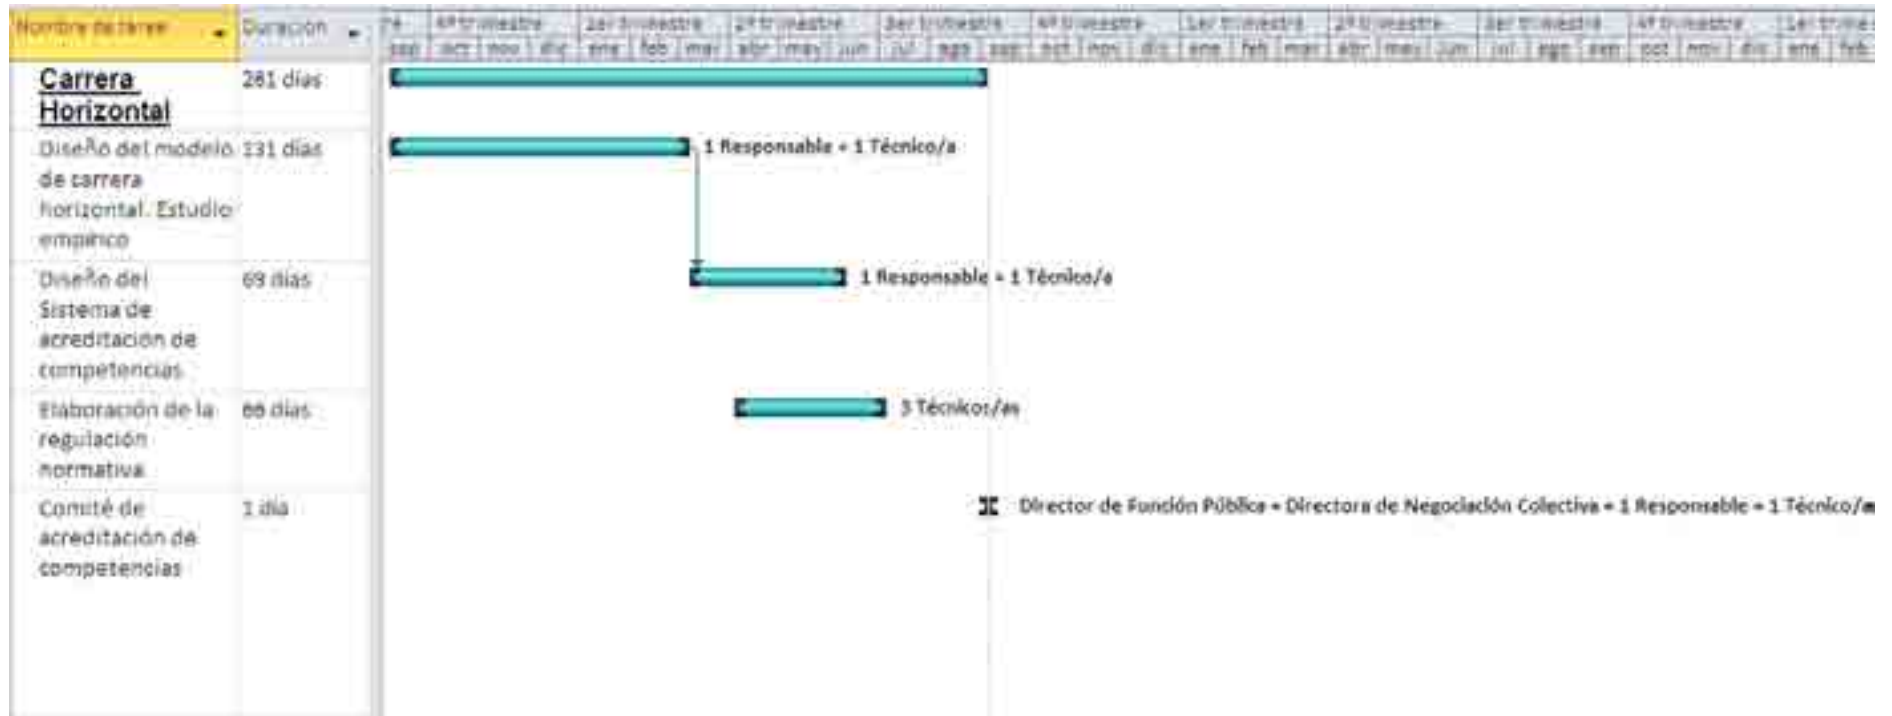 Nombre de tarea Duración
4º trimestre 1er trimestre 2º trimestre 3er trimestre 4º trimestre 1er trimestre 2º trimestre 3er trimestre 4º trimestre
sep oct nov dic ene feb mar abr may jun jul ago sep oct nov dic ene feb mar abr may jun jul ago sep oct nov dic ene feb
Carrera 281 días
Horizontal
Diseño del modelo 131 días 1 Responsable + 1 Técnico/a
de carrera
horizontal. Estudio
empírico
Diseño del 69 días 1 Responsable + 1 Técnico/a
Sistema de
acreditación de
competencias
Elaboración de la 66 días 3 Técnicos/as
regulación
normativa
Comité de 1 día Director de Función Pública + Directora de Negociación Colectiva + 1 Responsable + 1 Técnico/a
acreditación de
competencias